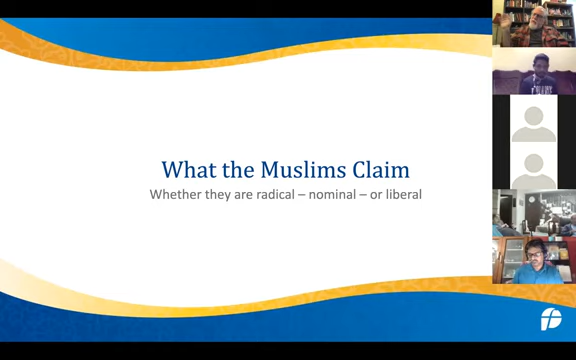 What the Muslims Claim
Whether they are radical – nominal – or liberal